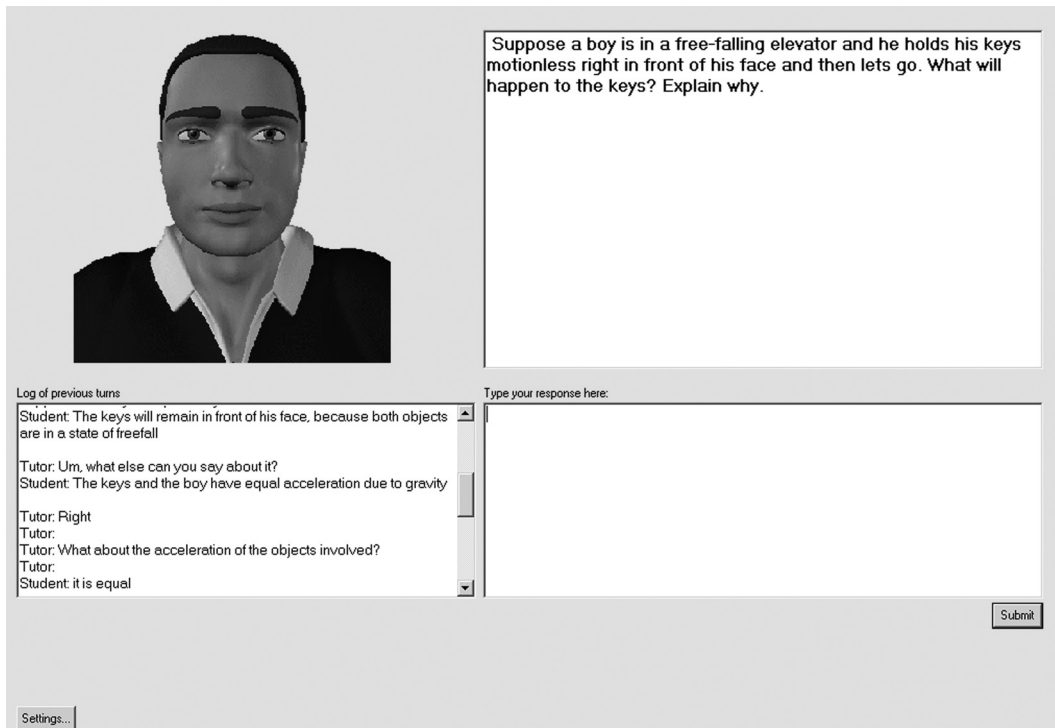 Suppose a boy is in a free-falling elevator and he holds his keys
motionless right in front of his face and then lets go. What will
happen to the keys? Explain why.
Log of previous turns
Student: The keys will remain in front of his face, because both objects
are in a state of freefall
Tutor: Um, what else can you say about it?
Student: The keys and the boy have equal acceleration due to gravity
Tutor: Right
Tutor:
Tutor: What about the acceleration of the objects involved?
Tutor:
Student: it is equal
Type your response here:
Submit
Settings...